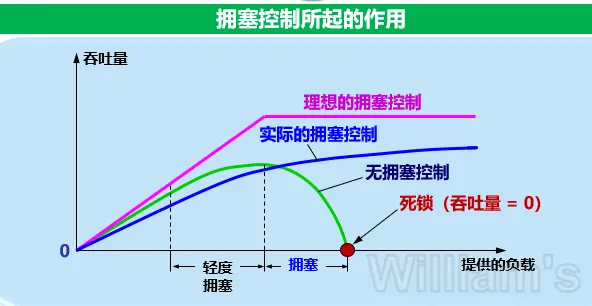 拥塞控制所起的作用
吞吐量
理想的拥塞控制
实际的拥塞控制
无拥塞控制
死锁（吞吐量 = 0）
0
提供的负载
轻度
拥塞
拥塞
William's